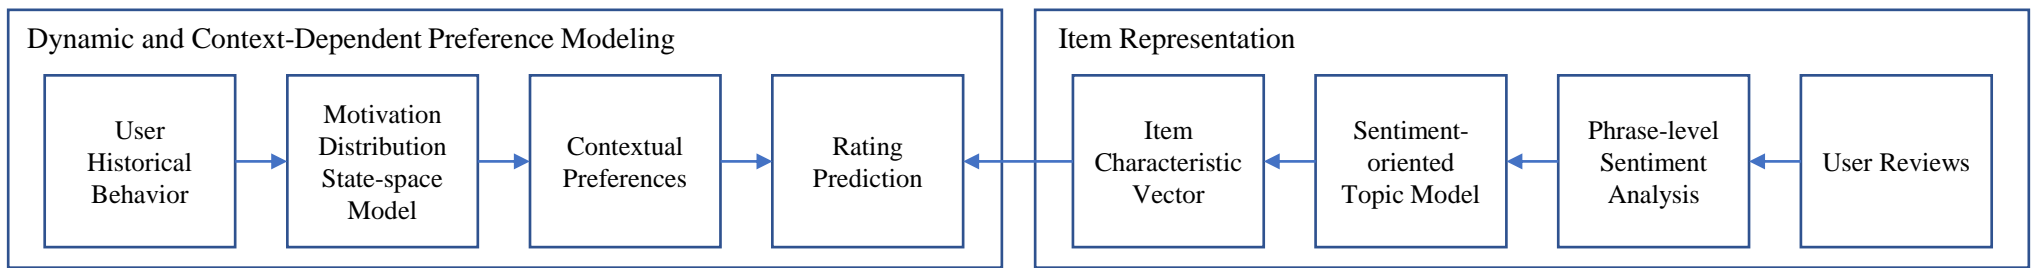 Dynamic and Context-Dependent Preference Modeling
User
Historical
Behavior
Motivation
Distribution
State-space
Model
Contextual
Preferences
Rating
Prediction
Item Representation
Item
Characteristic
Vector
Sentiment-
oriented
Topic Model
Phrase-level
Sentiment
Analysis
User Reviews